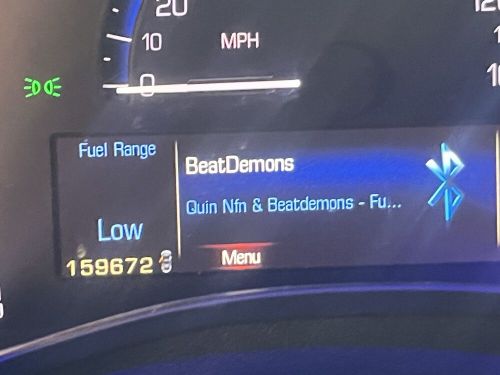 20
10
MPH
0
Fuel Range
BeatDemons
Quin Nfn & Beatdemons - Fu...
Low
159672
Menu